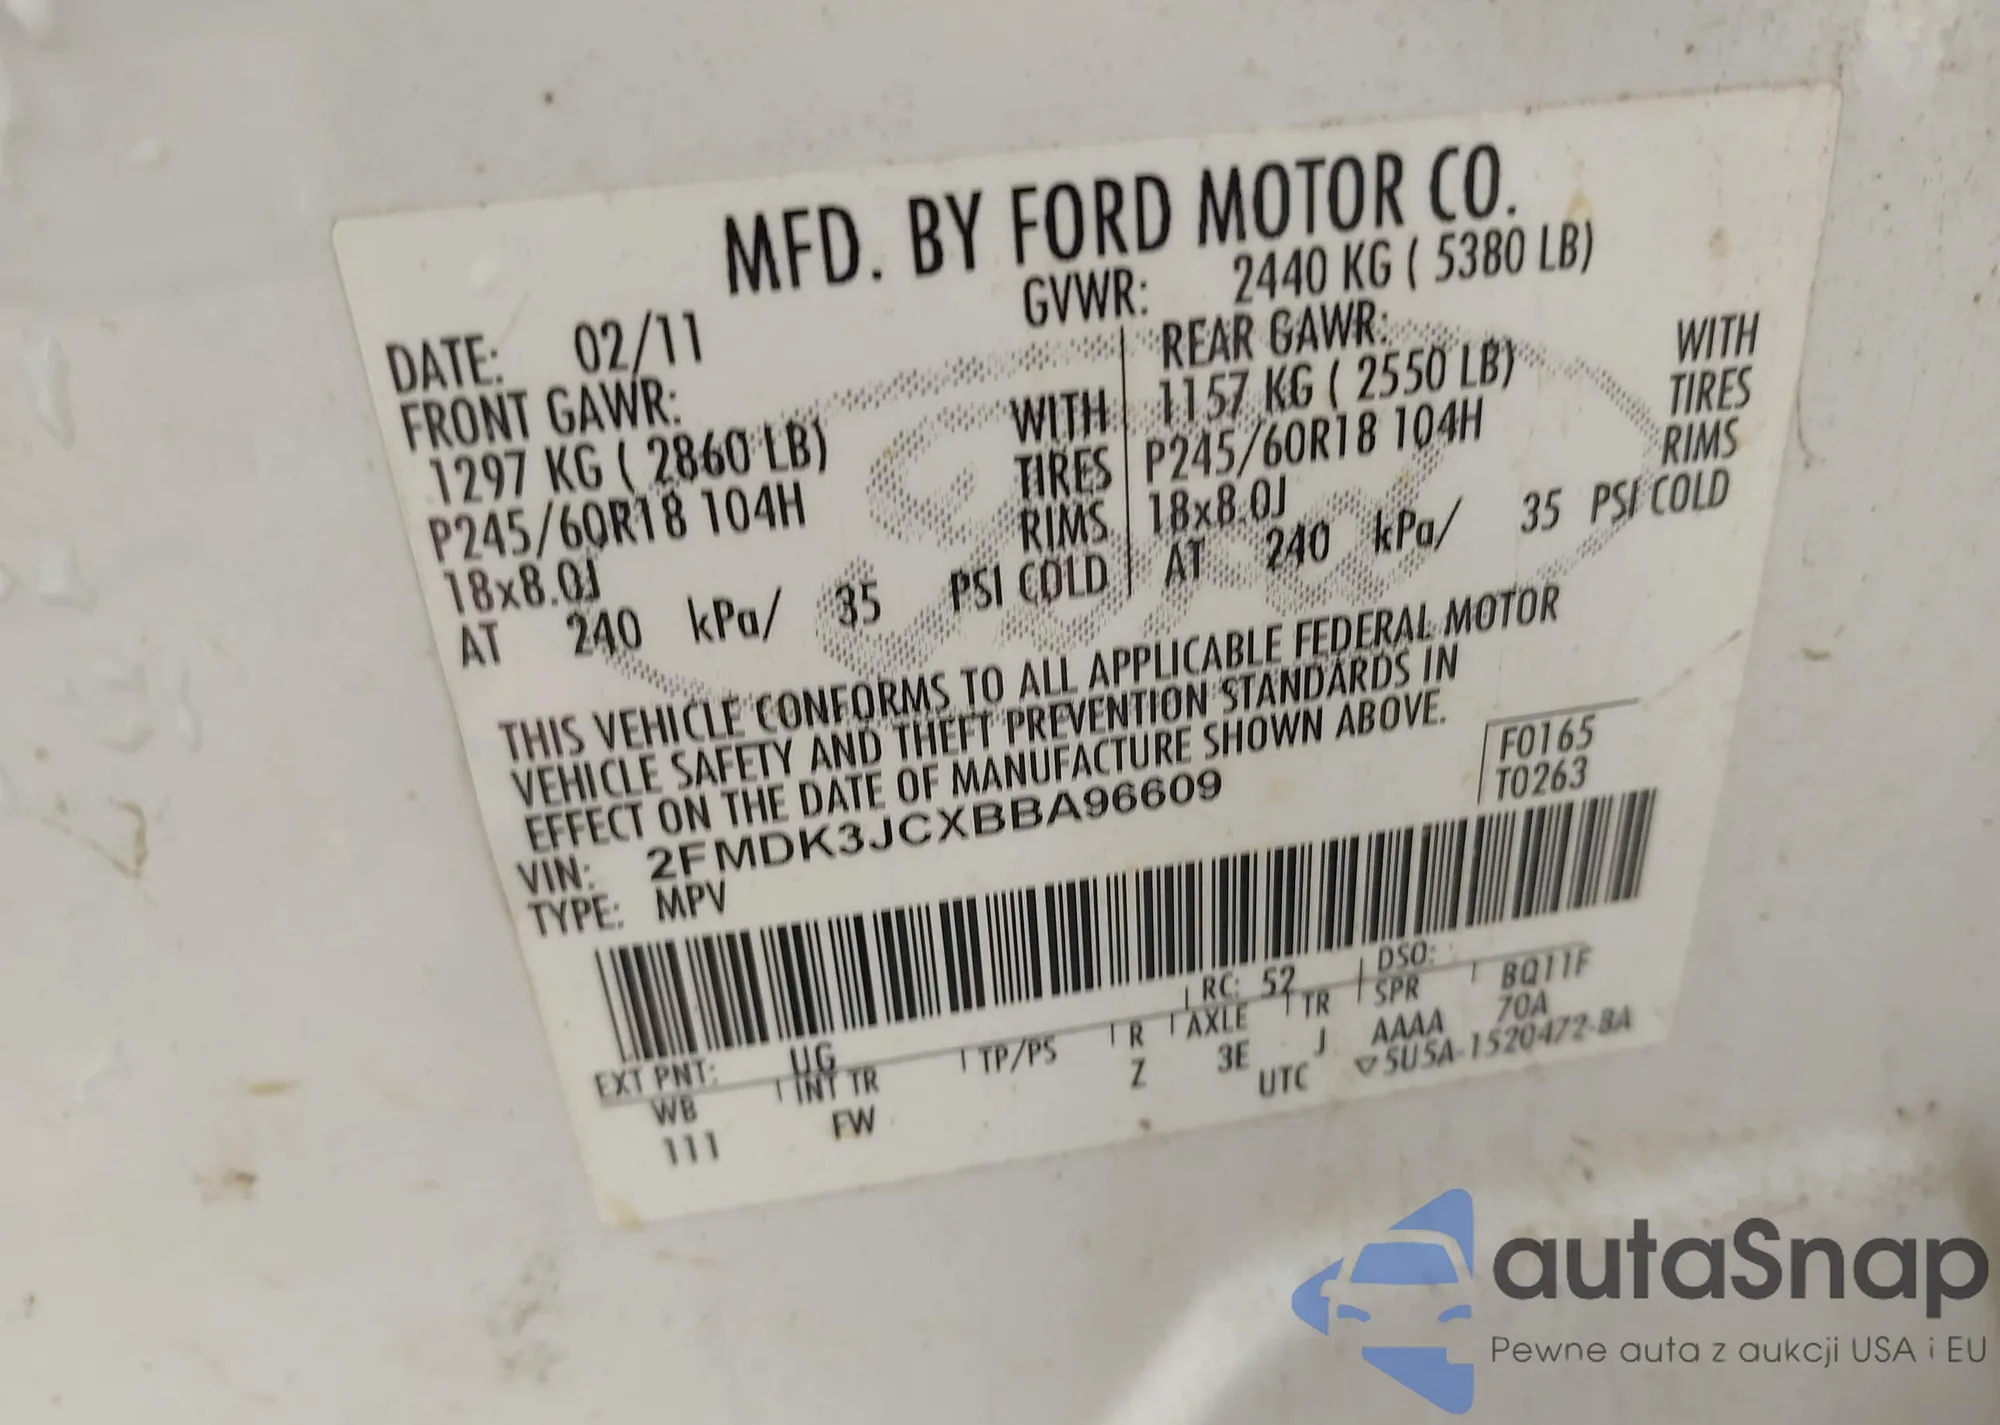 MFD. BY FORD MOTOR CO.
DATE: 02/11 GVWR: 2440 KG ( 5380 LB)
FRONT GAWR: REAR GAWR:
1297 KG ( 2860 LB) WITH 1157 KG ( 2550 LB) WITH
P245/60R18 104H TIRES P245/60R18 104H TIRES
18x8.0J RIMS 18x8.0J RIMS
AT 240 kPa/ 35 PSI COLD AT 240 kPa/ 35 PSI COLD
THIS VEHICLE CONFORMS TO ALL APPLICABLE FEDERAL MOTOR
VEHICLE SAFETY AND THEFT PREVENTION STANDARDS IN
EFFECT ON THE DATE OF MANUFACTURE SHOWN ABOVE.
VIN: 2FMDK3JCXBBA96609 F0165
TYPE: MPV T0263
EXT PNT: UG RC: 52 DSO:
WB INT TR TP/PS R AXLE TR SPR BQ11F
111 FW Z 3E J AAAA 70A
UTC ▽5U5A-1520472-BA
autaSnap
Pewne auta z aukcji USA i EU